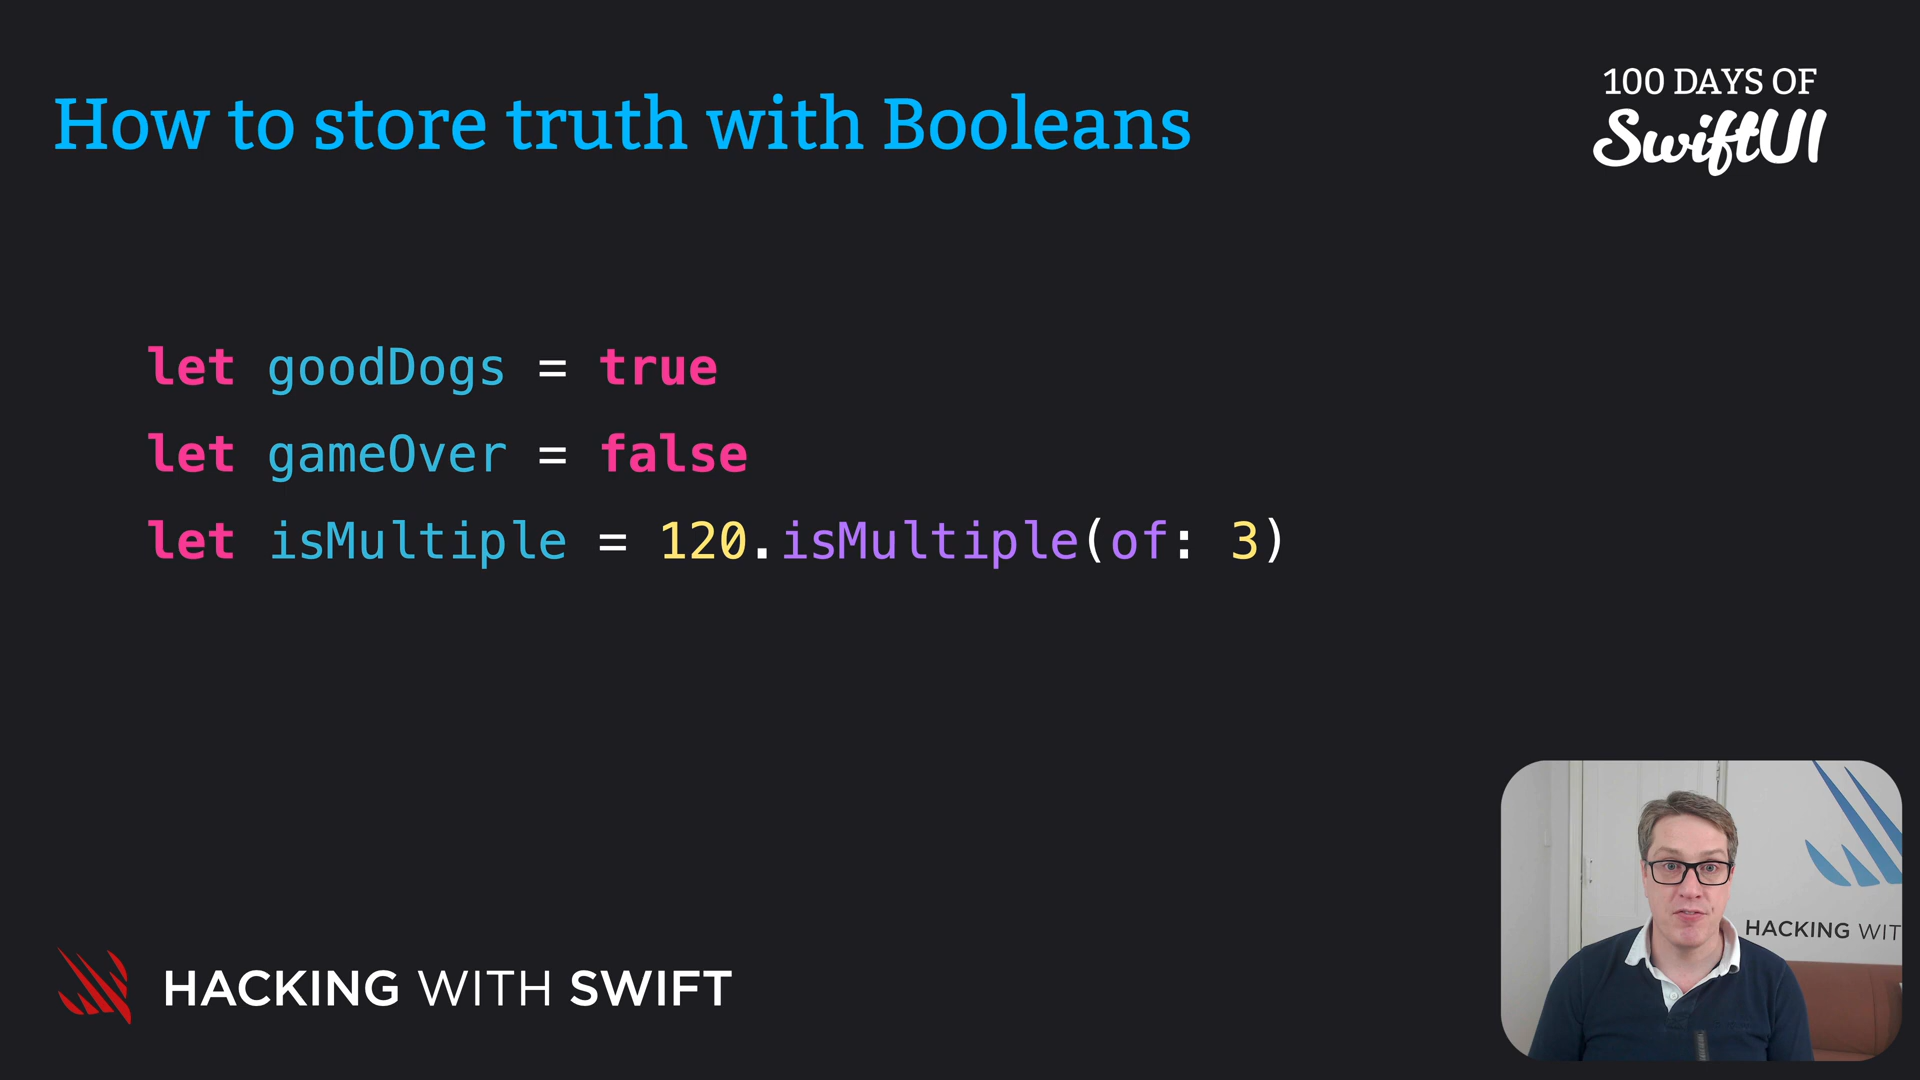 How to store truth with Booleans
100 DAYS OF
SwiftUI
let goodDogs = true
let gameOver = false
let isMultiple = 120.isMultiple(of: 3)
HACKING WIT
HACKING WITH SWIFT